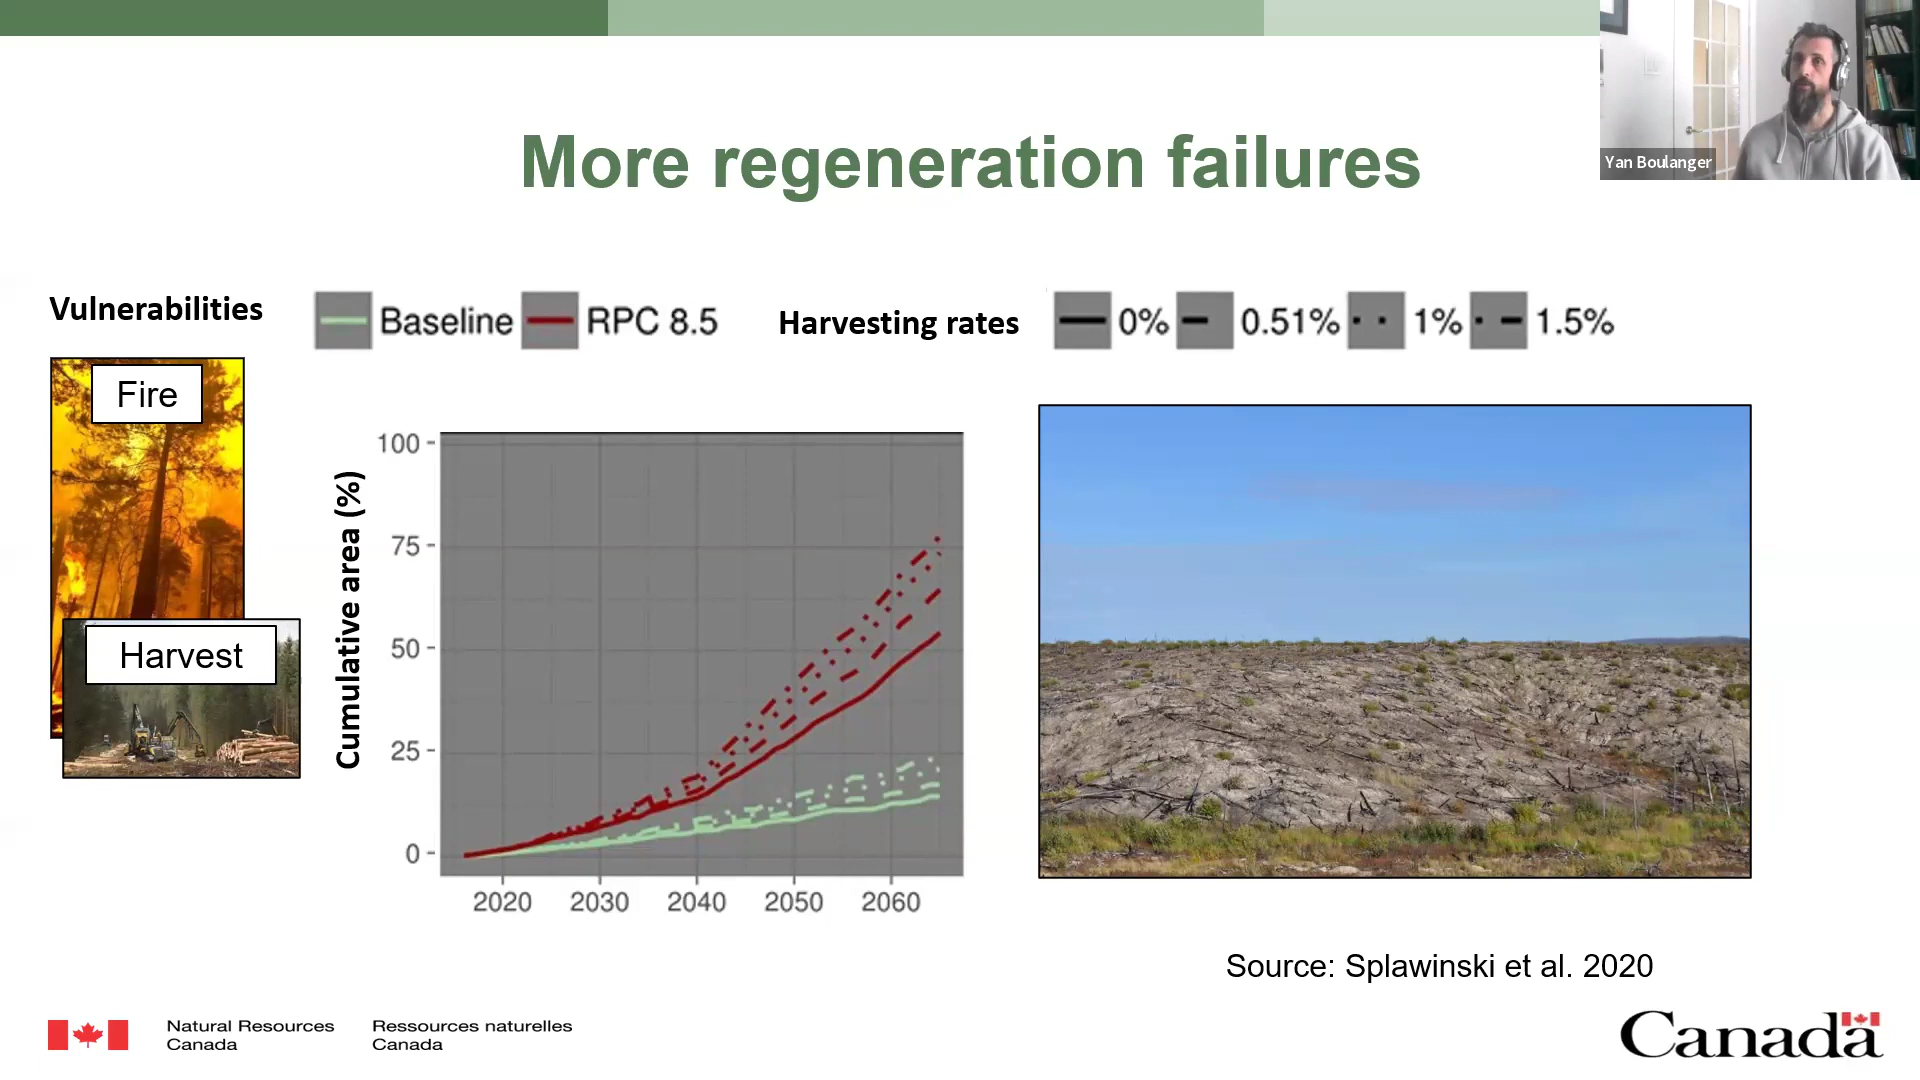 Yan Boulanger
More regeneration failures
Vulnerabilities
Baseline
RPC 8.5
Harvesting rates
0%
0.51%
1%
1.5%
Fire
Harvest
Cumulative area (%)
100
75
50
25
0
2020
2030
2040
2050
2060
Source: Splawinski et al. 2020
Natural Resources
Canada
Ressources naturelles
Canada
Canada